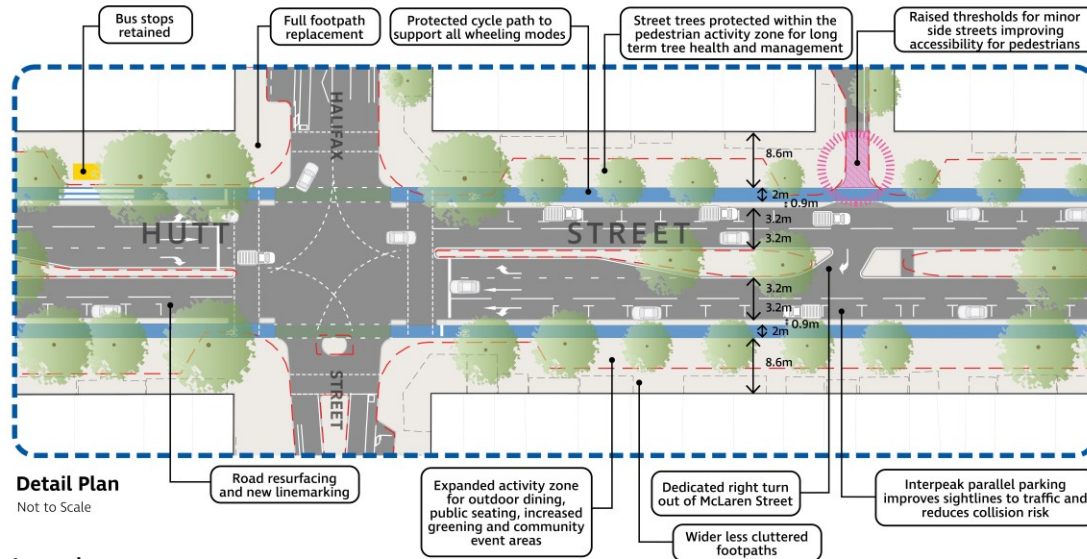 Bus stops
retained
Full footpath
replacement
Protected cycle path to
support all wheeling modes
Street trees protected within the
pedestrian activity zone for long
term tree health and management
Raised thresholds for minor
side streets improving
accessibility for pedestrians
HALIFAX
8.6m
2m
0.9m
HUTT
STREET
3.2m
3.2m
3.2m
3.2m
0.9m
2m
8.6m
STREET
Detail Plan
Not to Scale
Road resurfacing
and new linemarking
Expanded activity zone
for outdoor dining,
public seating, increased
greening and community
event areas
Dedicated right turn
out of McLaren Street
Wider less cluttered
footpaths
Interpeak parallel parking
improves sightlines to traffic and
reduces collision risk